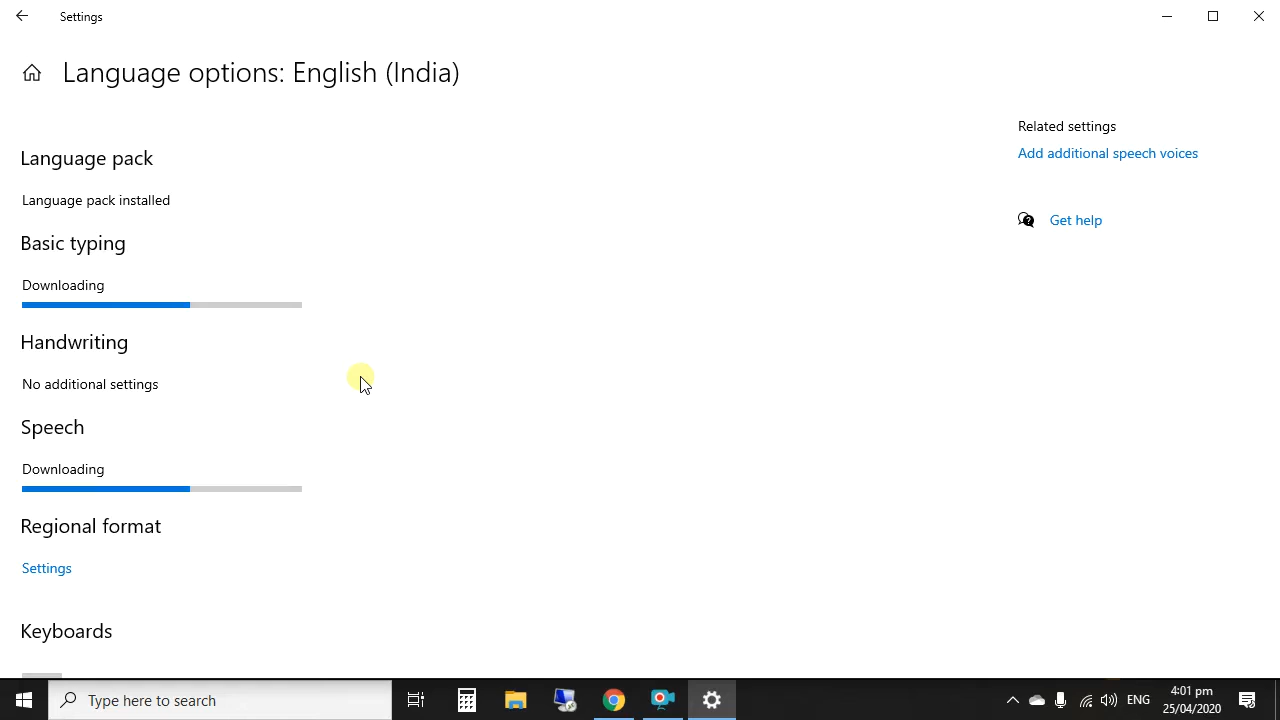 Settings
Language options: English (India)
Related settings
Add additional speech voices
Language pack
Language pack installed
Get help
Basic typing
Downloading
Handwriting
No additional settings
Speech
Downloading
Regional format
Settings
Keyboards
Type here to search
ENG
4:01 pm
25/04/2020